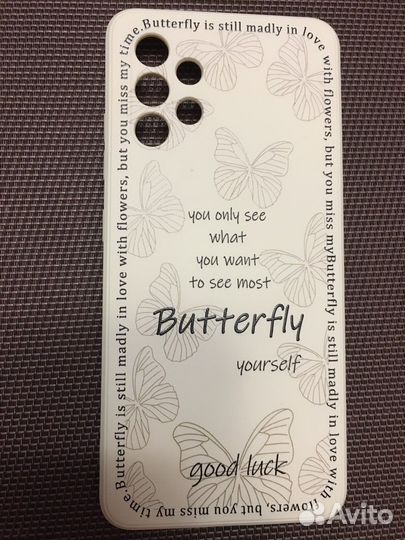 Butterfly is still madly in love
with flowers, but you miss myButterfly is still madly in love with
flowers, but you miss my time.
Butterfly is still madly in love with flowers, but you miss my time.
you only see
what
you want
to see most
Butterfly
yourself
good luck
Avito